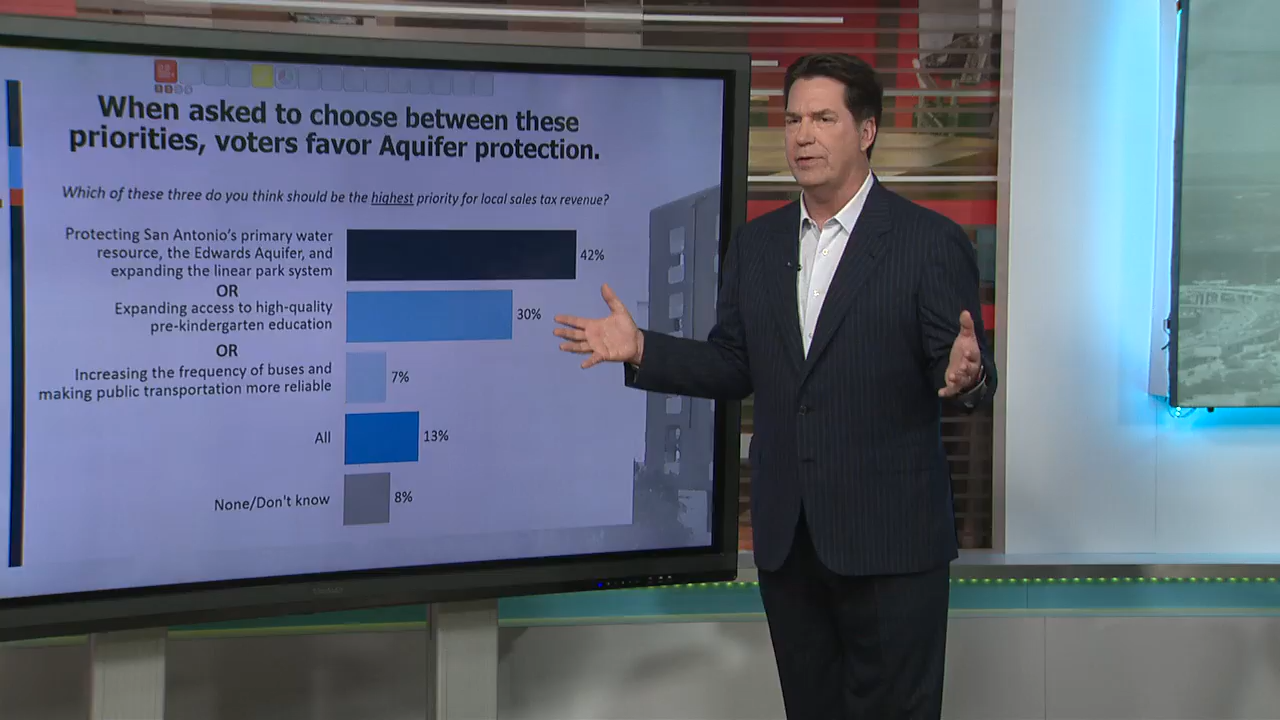 When asked to choose between these
priorities, voters favor Aquifer protection.
Which of these three do you think should be the highest priority for local sales tax revenue?
Protecting San Antonio's primary water
resource, the Edwards Aquifer, and
expanding the linear park system
42%
OR
Expanding access to high-quality
pre-kindergarten education
30%
OR
Increasing the frequency of buses and
making public transportation more reliable
7%
All
13%
None/Don't know
8%